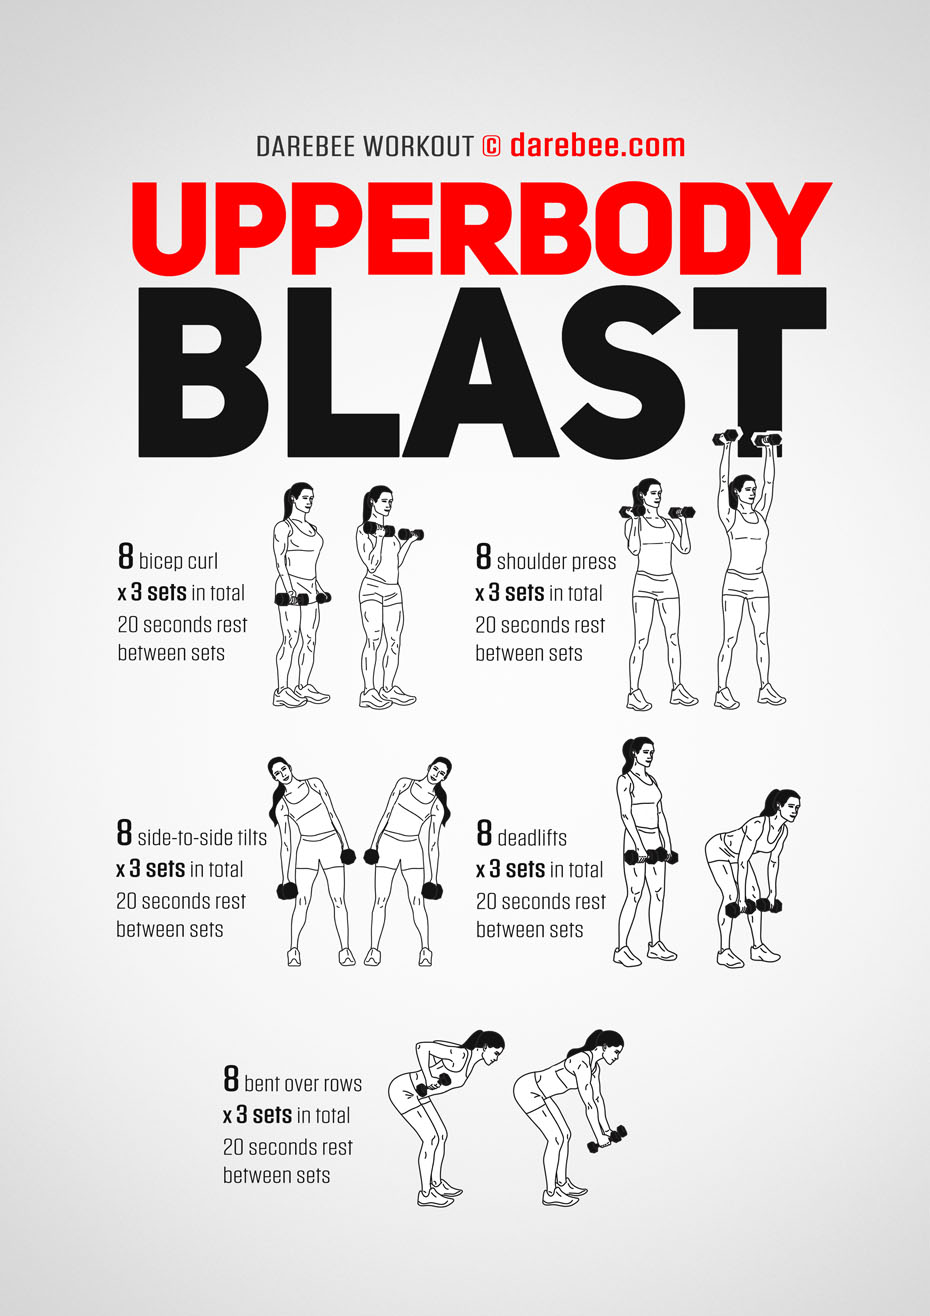 DAREBEE WORKOUT © darebee.com
UPPERBODY
BLAST
8 bicep curl
x 3 sets in total
20 seconds rest
between sets
8 shoulder press
x 3 sets in total
20 seconds rest
between sets
8 side-to-side tilts
x 3 sets in total
20 seconds rest
between sets
8 deadlifts
x 3 sets in total
20 seconds rest
between sets
8 bent over rows
x 3 sets in total
20 seconds rest
between sets